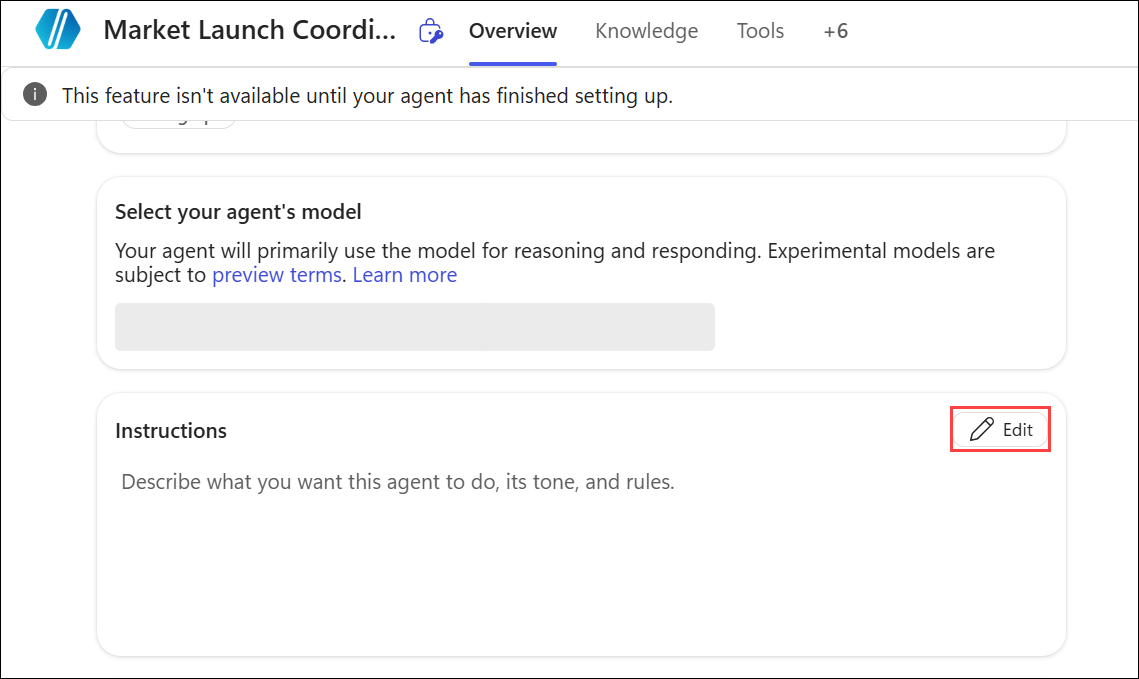 Market Launch Coordi...
Overview
Knowledge
Tools
+6
This feature isn't available until your agent has finished setting up.
Select your agent's model
Your agent will primarily use the model for reasoning and responding. Experimental models are
subject to preview terms. Learn more
Instructions
Edit
Describe what you want this agent to do, its tone, and rules.